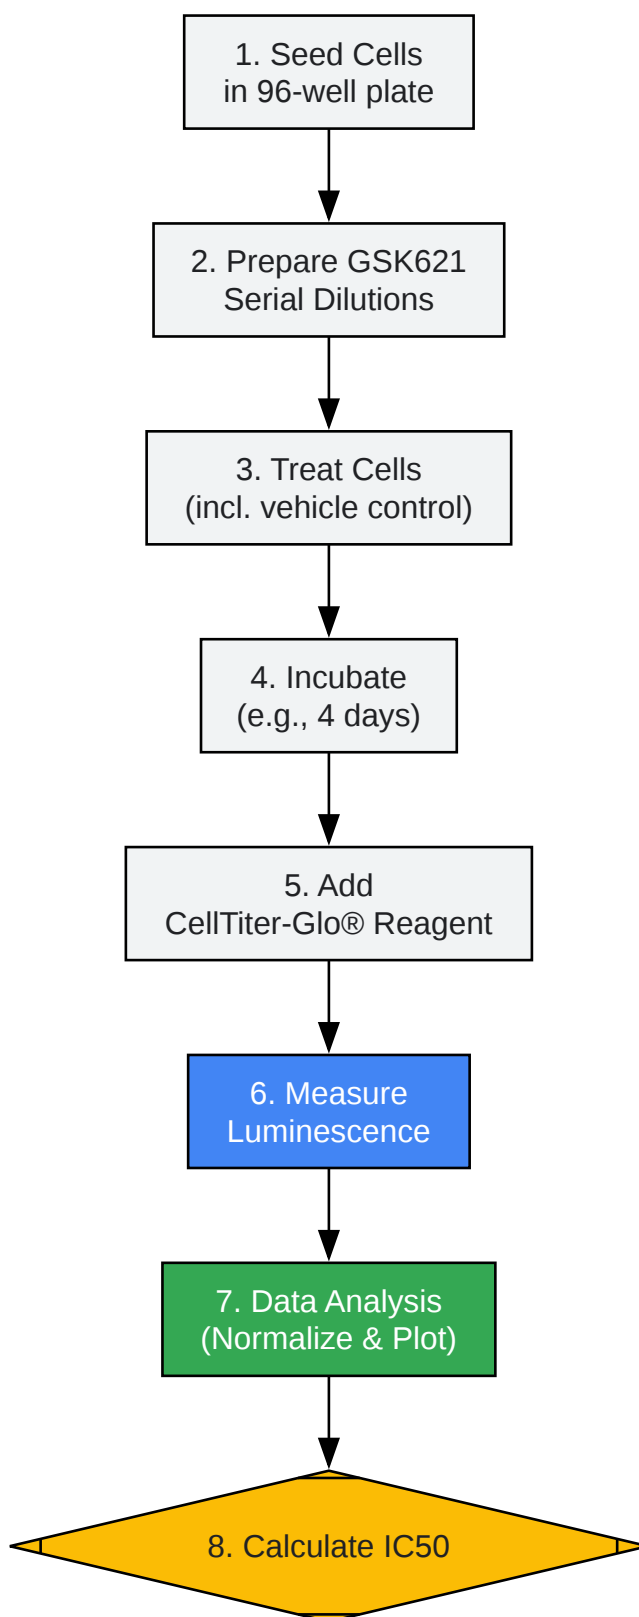 1. Seed Cells
in 96-well plate
2. Prepare GSK621
Serial Dilutions
3. Treat Cells
(incl. vehicle control)
4. Incubate
(e.g., 4 days)
5. Add
CellTiter-Glo® Reagent
6. Measure
Luminescence
7. Data Analysis
(Normalize & Plot)
8. Calculate IC50